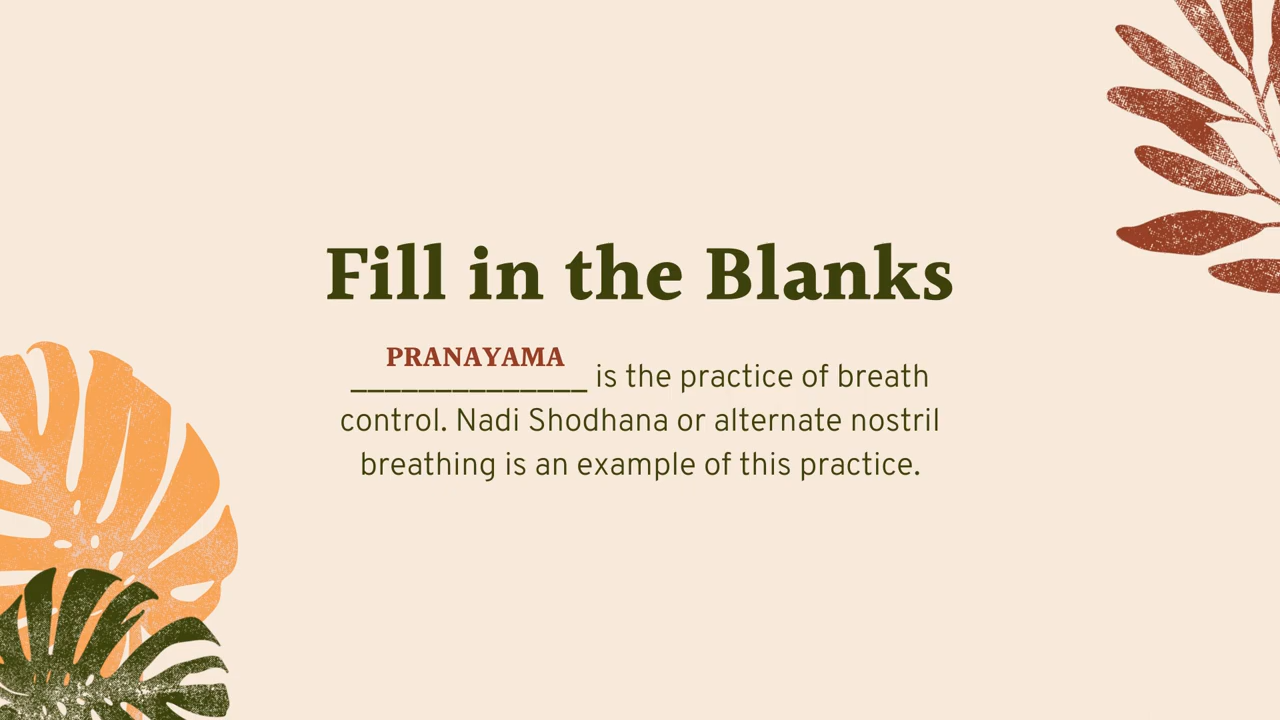 Fill in the Blanks
PRANAYAMA
______________ is the practice of breath
control. Nadi Shodhana or alternate nostril
breathing is an example of this practice.